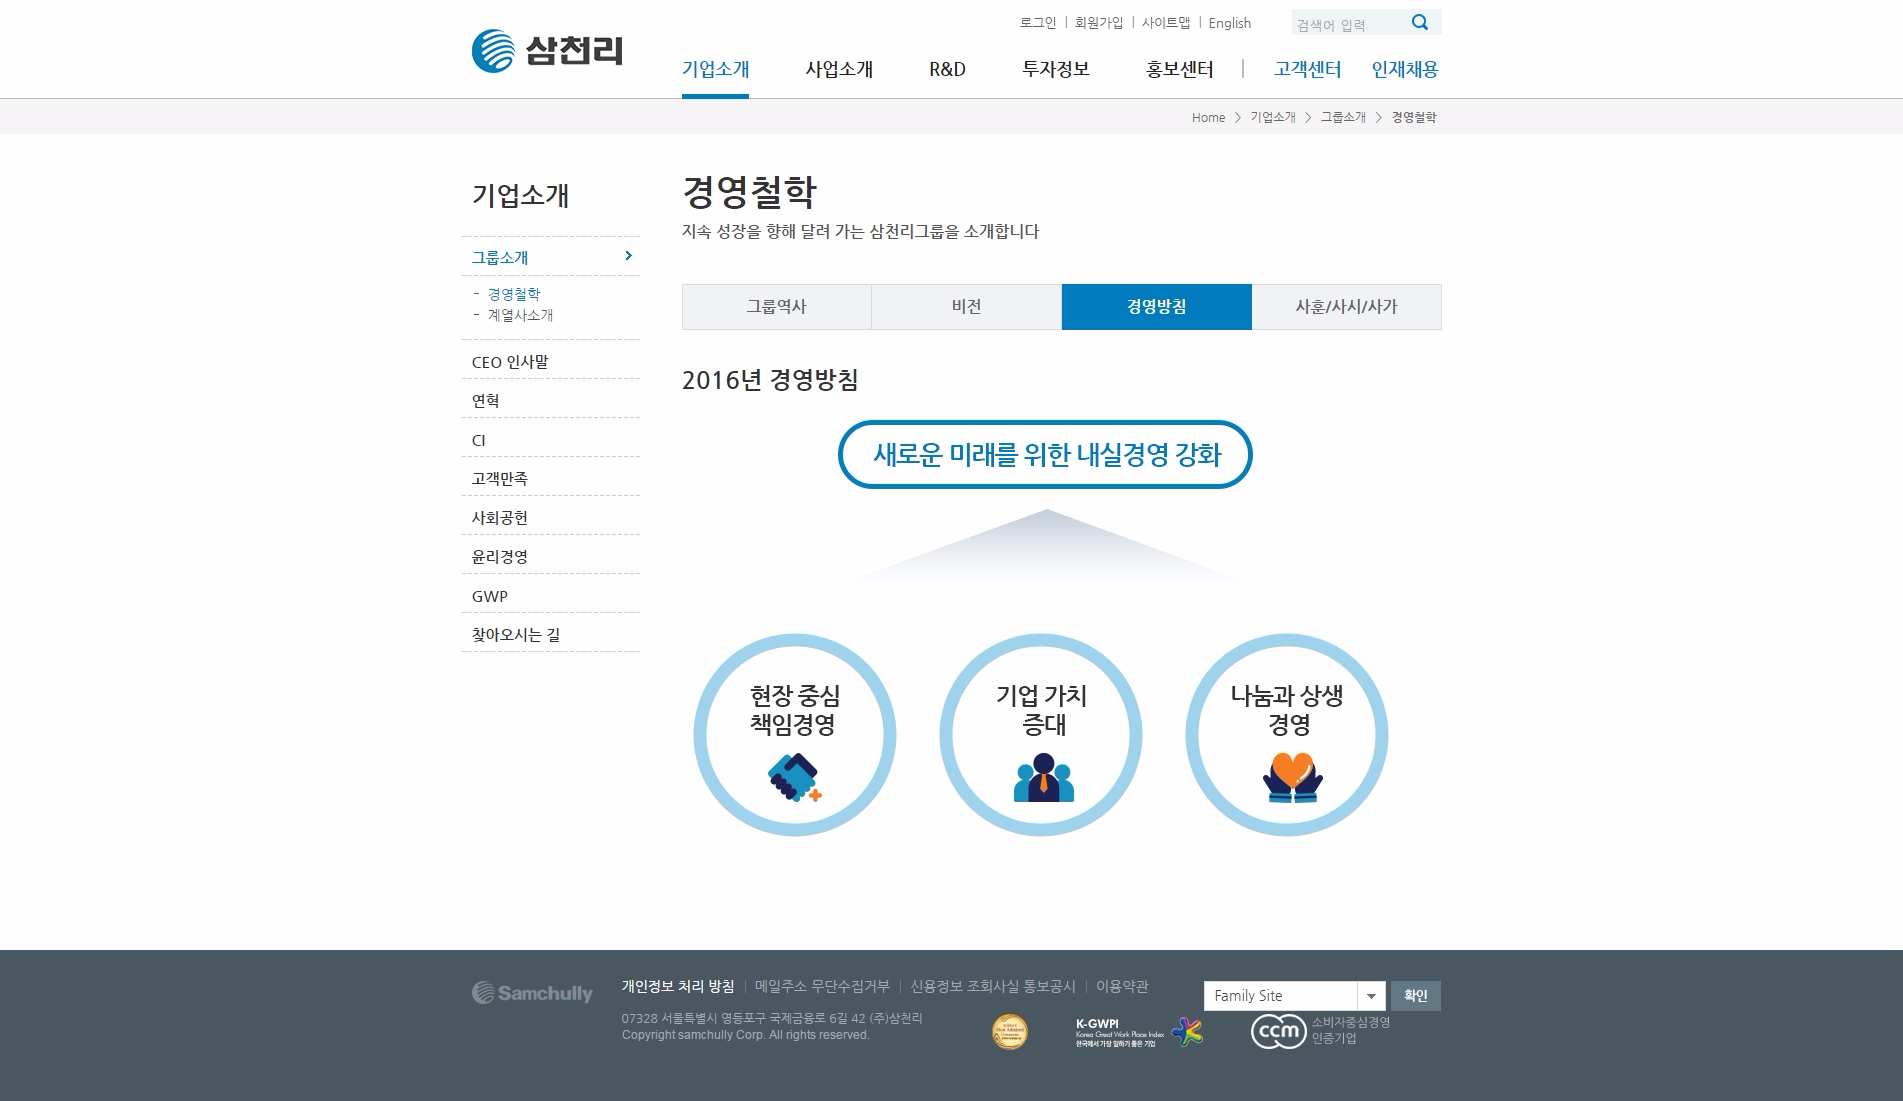 로그인 | 회원가입 | 사이트맵 | English
검색어 입력
삼천리
기업소개 사업소개 R&D 투자정보 홍보센터 | 고객센터 인재채용
Home > 기업소개 > 그룹소개 > 경영철학
기업소개
그룹소개
- 경영철학
- 계열사소개
CEO 인사말
연혁
CI
고객만족
사회공헌
윤리경영
GWP
찾아오시는 길
경영철학
지속 성장을 향해 달려 가는 삼천리그룹을 소개합니다
그룹역사 비전 경영방침 사훈/사시/사가
2016년 경영방침
새로운 미래를 위한 내실경영 강화
현장 중심
책임경영
기업 가치
증대
나눔과 상생
경영
Samchully
개인정보 처리 방침 | 메일주소 무단수집거부 | 신용정보 조회사실 통보공시 | 이용약관
07328 서울특별시 영등포구 국제금융로 6길 42 (주)삼천리
Copyright samchully Corp. All rights reserved.
Family Site
확인
K-GWPI
Korea Great Work Place Index
한국에서 가장 일하기 좋은 기업
ccm
소비자중심경영
인증기업